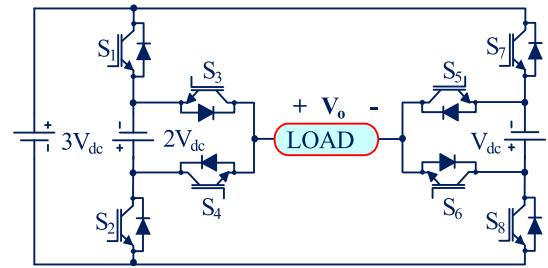 S1
S7
S3
S5
+ Vo -
+
-
3Vdc
+
-
2Vdc
LOAD
Vdc
+
-
S4
S6
S2
S8